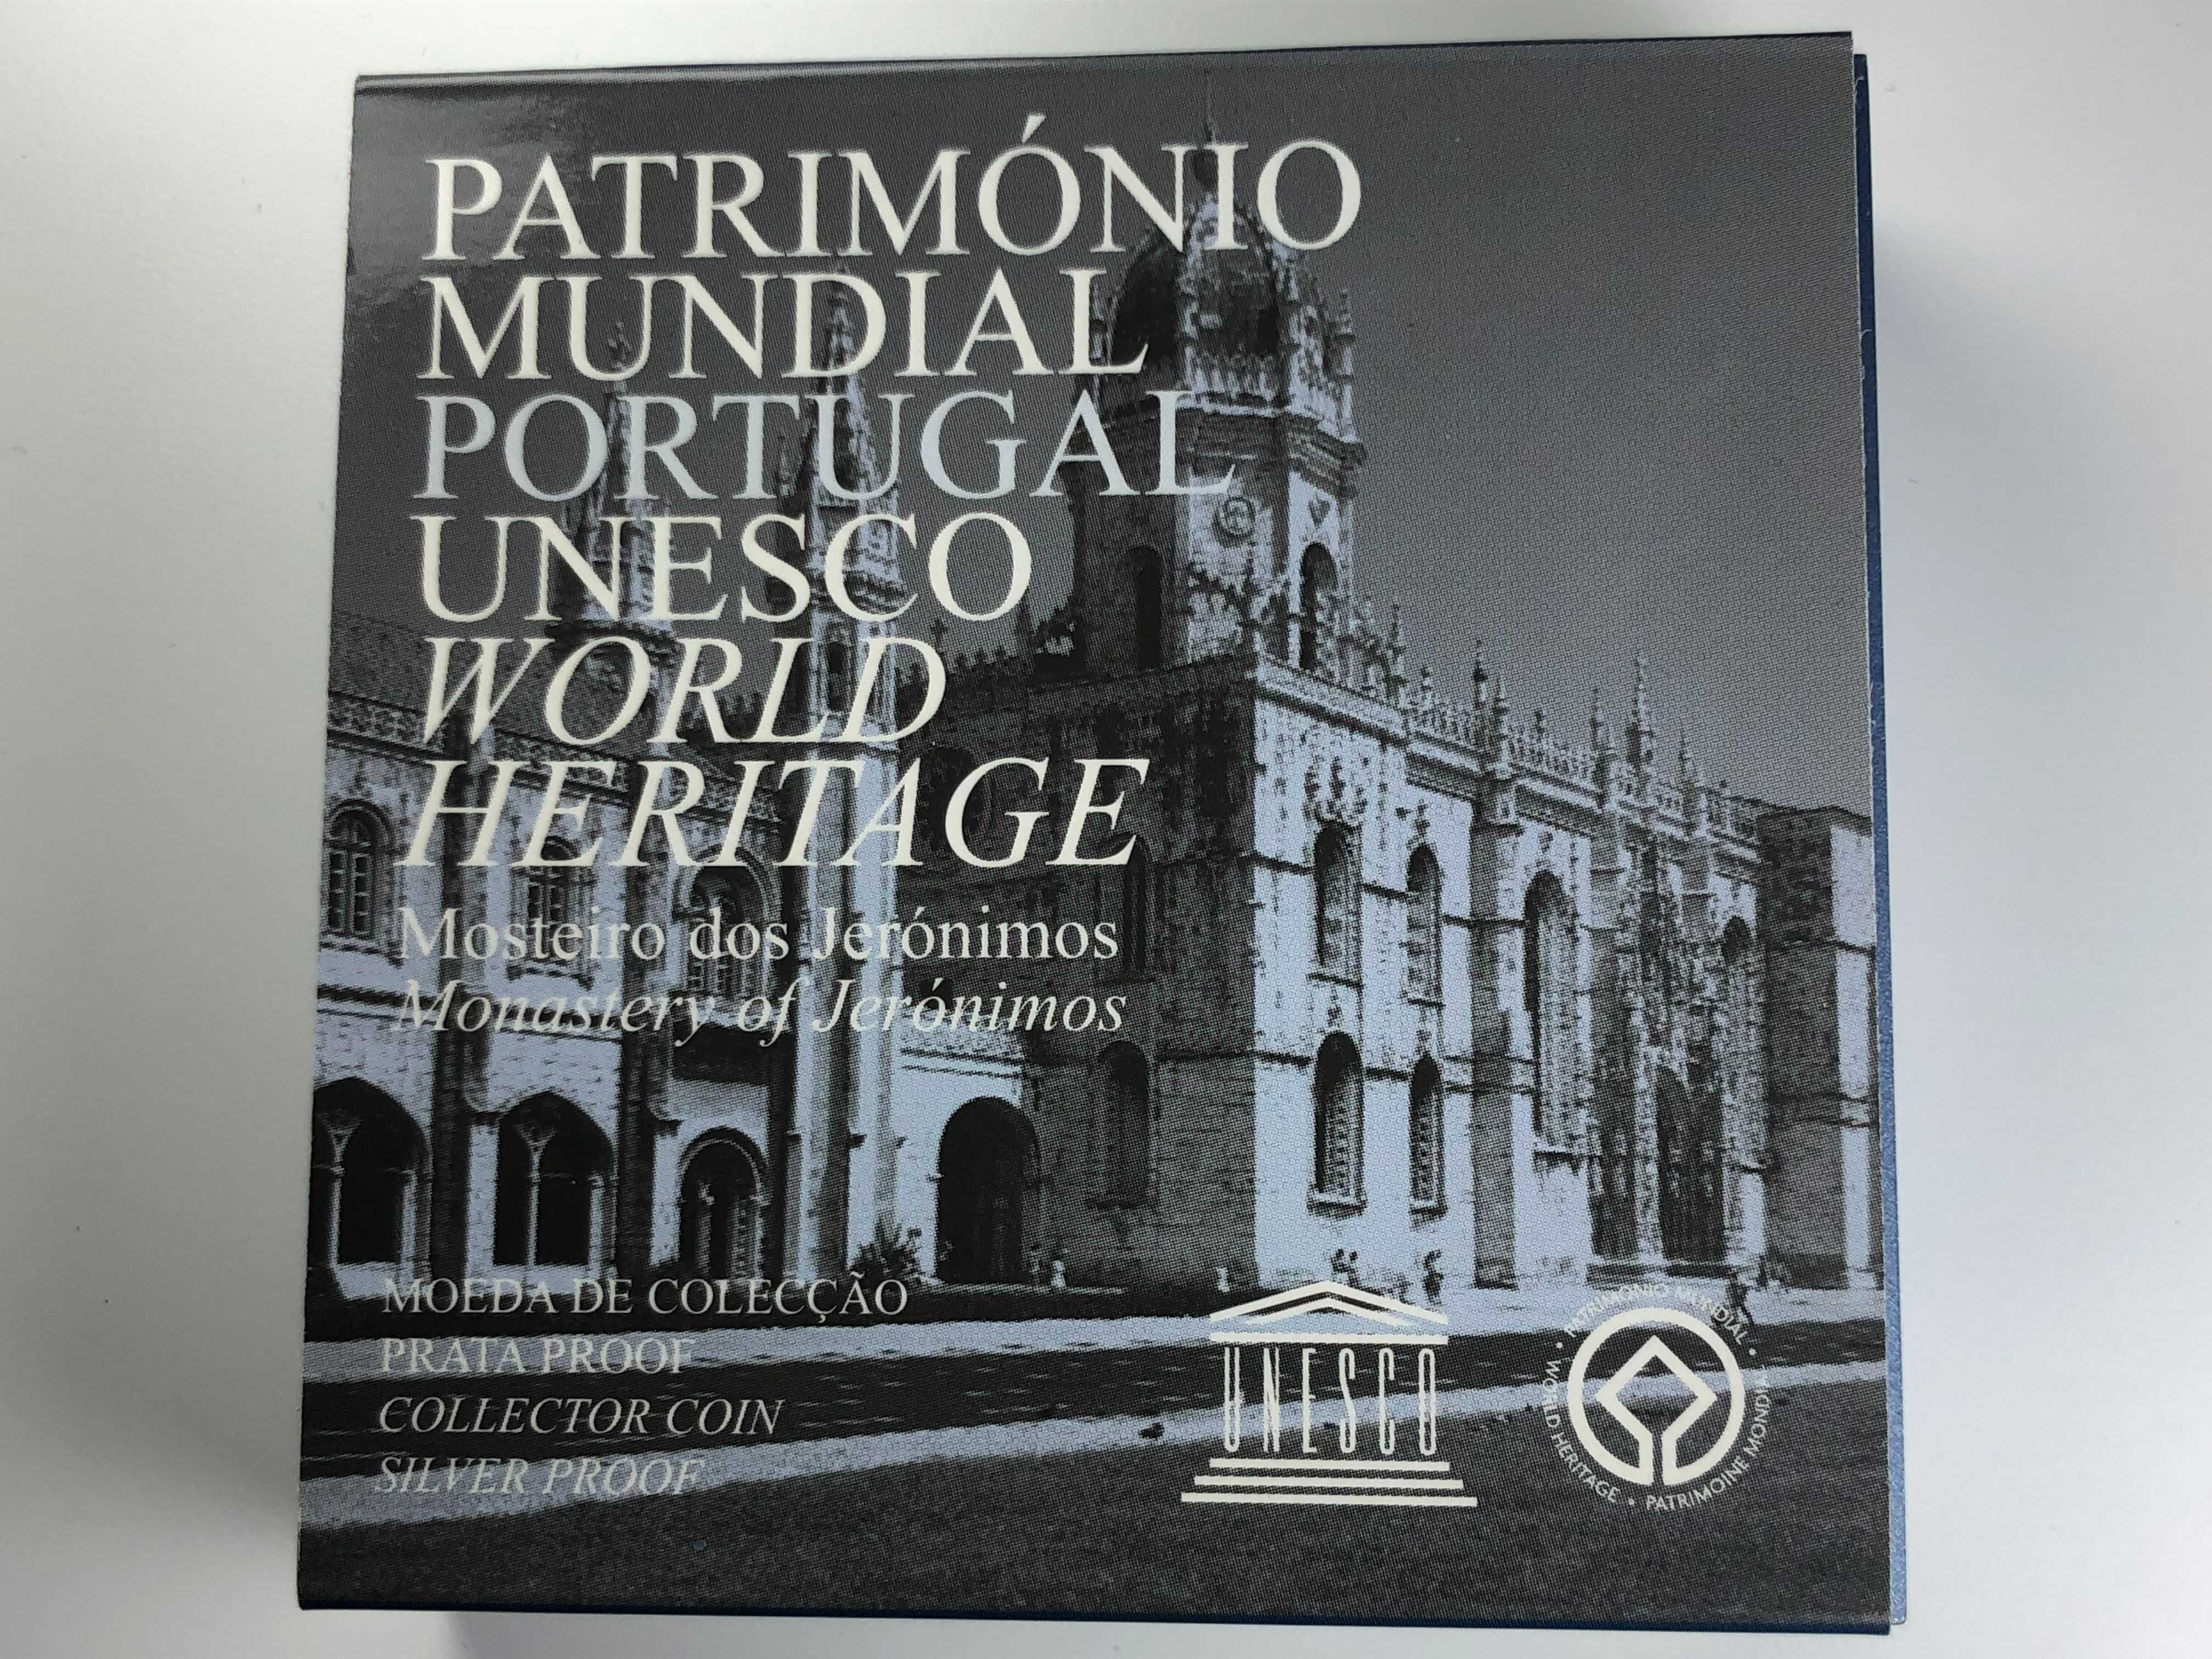 PATRIMÓNIO
MUNDIAL
PORTUGAL
UNESCO
WORLD
HERITAGE
Mosteiro dos Jerónimos
Monastery of Jerónimos
MOEDA DE COLECÇÃO
PRATA PROOF
COLLECTOR COIN
SILVER PROOF
UNESCO
PATRIMÓNIO MUNDIAL • WORLD HERITAGE • PATRIMOINE MONDIAL •